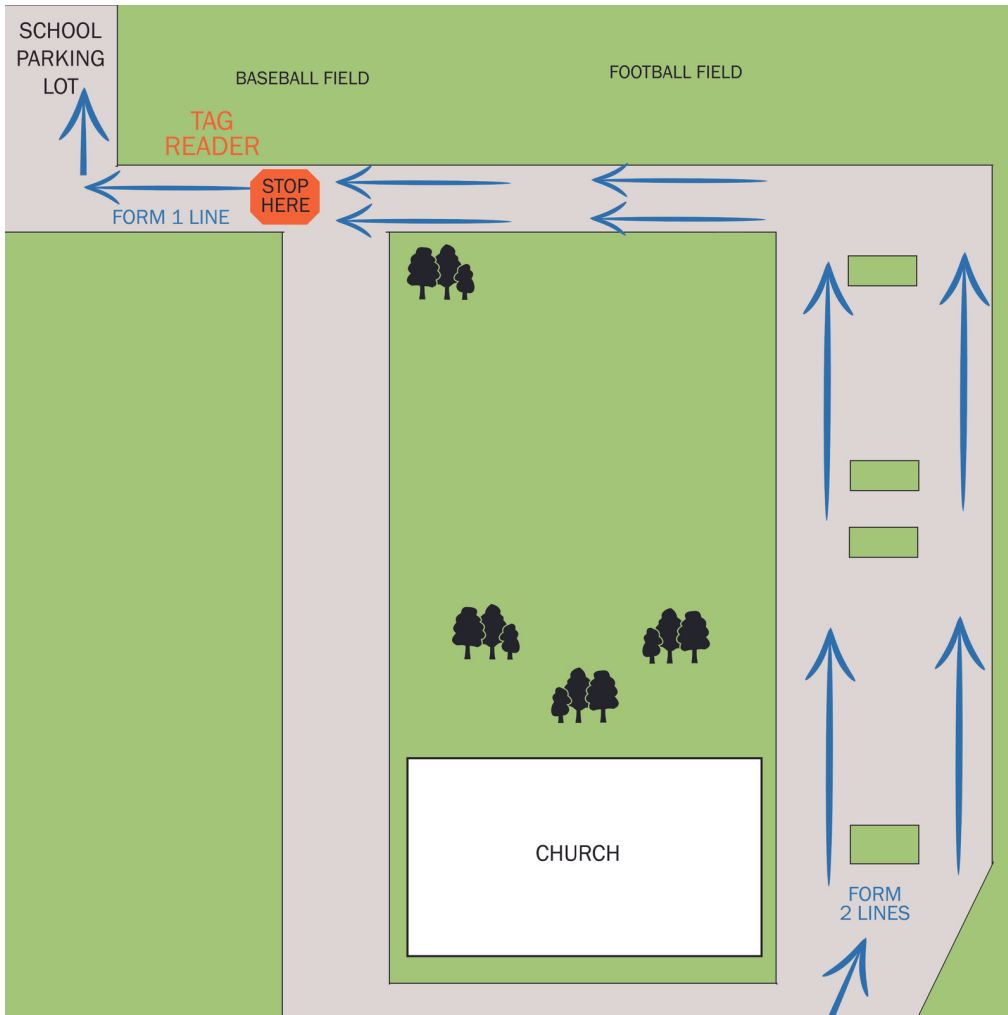 SCHOOL
PARKING
LOT
BASEBALL FIELD
FOOTBALL FIELD
TAG
READER
STOP
HERE
FORM 1 LINE
CHURCH
FORM
2 LINES